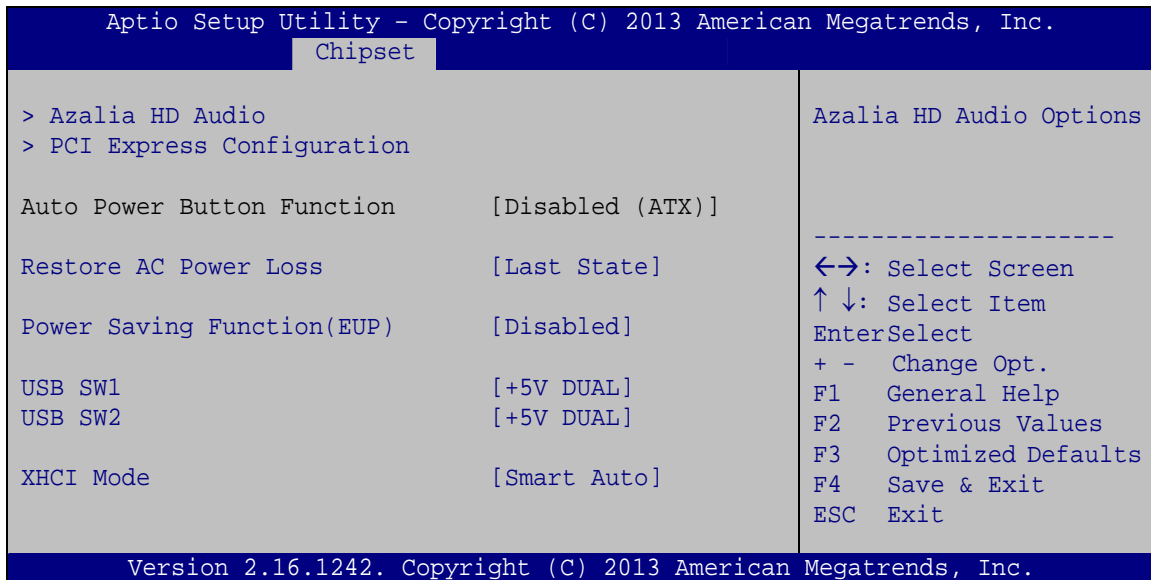 Aptio Setup Utility – Copyright (C) 2013 American Megatrends, Inc.
Chipset
> Azalia HD Audio
> PCI Express Configuration
Auto Power Button Function [Disabled (ATX)]
Restore AC Power Loss [Last State]
Power Saving Function(EUP) [Disabled]
USB SW1 [+5V DUAL]
USB SW2 [+5V DUAL]
XHCI Mode [Smart Auto]
Azalia HD Audio Options
---------------------
←→: Select Screen
↑ ↓: Select Item
EnterSelect
+ - Change Opt.
F1 General Help
F2 Previous Values
F3 Optimized Defaults
F4 Save & Exit
ESC Exit
Version 2.16.1242. Copyright (C) 2013 American Megatrends, Inc.